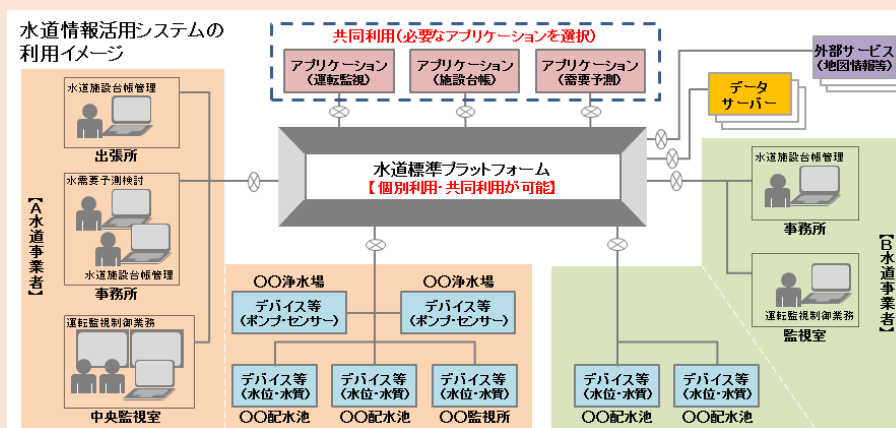 水道情報活用システムの
利用イメージ
共同利用(必要なアプリケーションを選択)
アプリケーション
(運転監視)
アプリケーション
(施設台帳)
アプリケーション
(需要予測)
外部サービス
(地図情報等)
データ
サーバー
水道標準プラットフォーム
【個別利用・共同利用が可能】
【A水道事業者】
水道施設台帳管理
出張所
水需要予測検討
水道施設台帳管理
事務所
運転監視制御業務
中央監視室
〇〇浄水場
デバイス等
(ポンプ・センサー)
〇〇浄水場
デバイス等
(ポンプ・センサー)
デバイス等
(水位・水質)
〇〇配水池
デバイス等
(水位・水質)
〇〇配水池
デバイス等
(水位・水質)
〇〇監視所
デバイス等
(水位・水質)
〇〇配水池
デバイス等
(水位・水質)
〇〇配水池
水道施設台帳管理
事務所
運転監視制御業務
監視室
【B水道事業者】